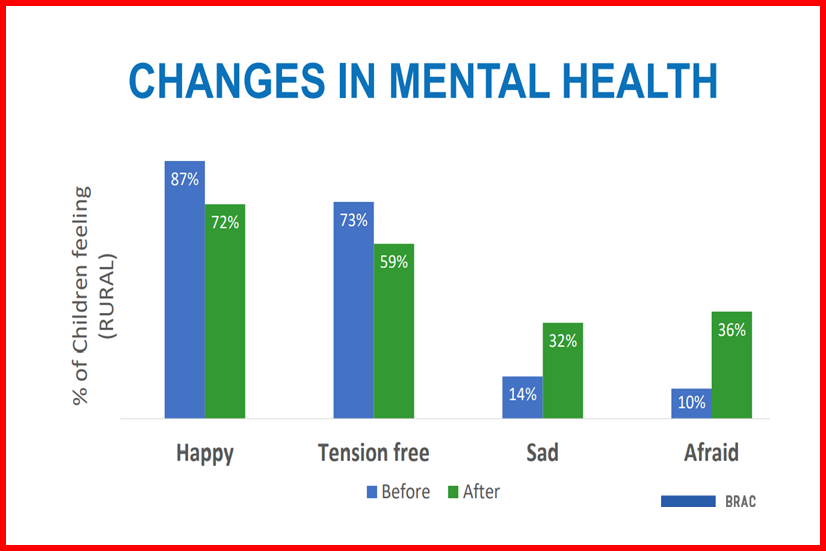 CHANGES IN MENTAL HEALTH
% of Children feeling
(RURAL)
87%
72%
73%
59%
14%
32%
10%
36%
Happy
Tension free
Sad
Afraid
Before
After
BRAC